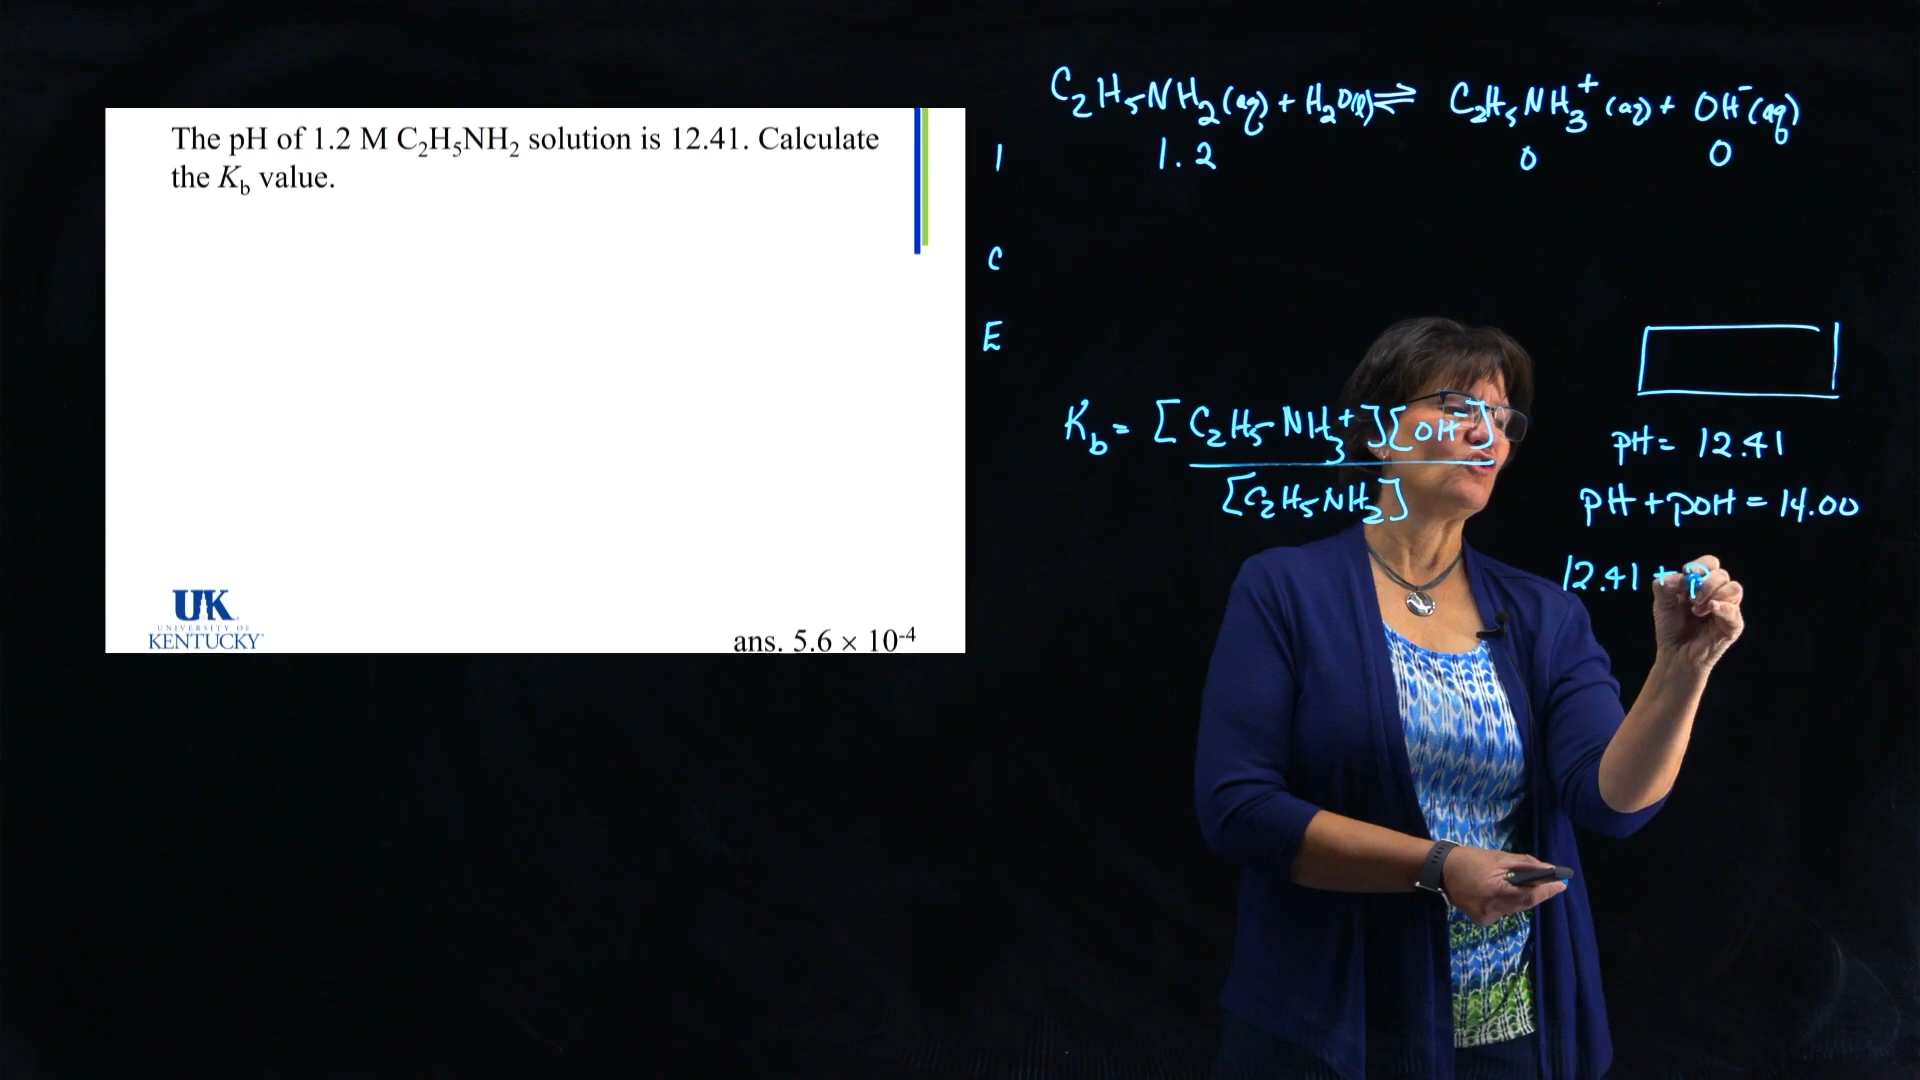 The pH of 1.2 M C₂H₅NH₂ solution is 12.41. Calculate
the K_b value.
UK
UNIVERSITY OF
KENTUCKY
ans. 5.6 × 10⁻⁴
C₂H₅NH₂(aq) + H₂O(l) ⇌ C₂H₅NH₃⁺(aq) + OH⁻(aq)
I 1.2 0 0
C
E
K_b = [C₂H₅NH₃⁺][OH⁻]
[C₂H₅NH₂]
pH = 12.41
pH + pOH = 14.00
12.41 + p